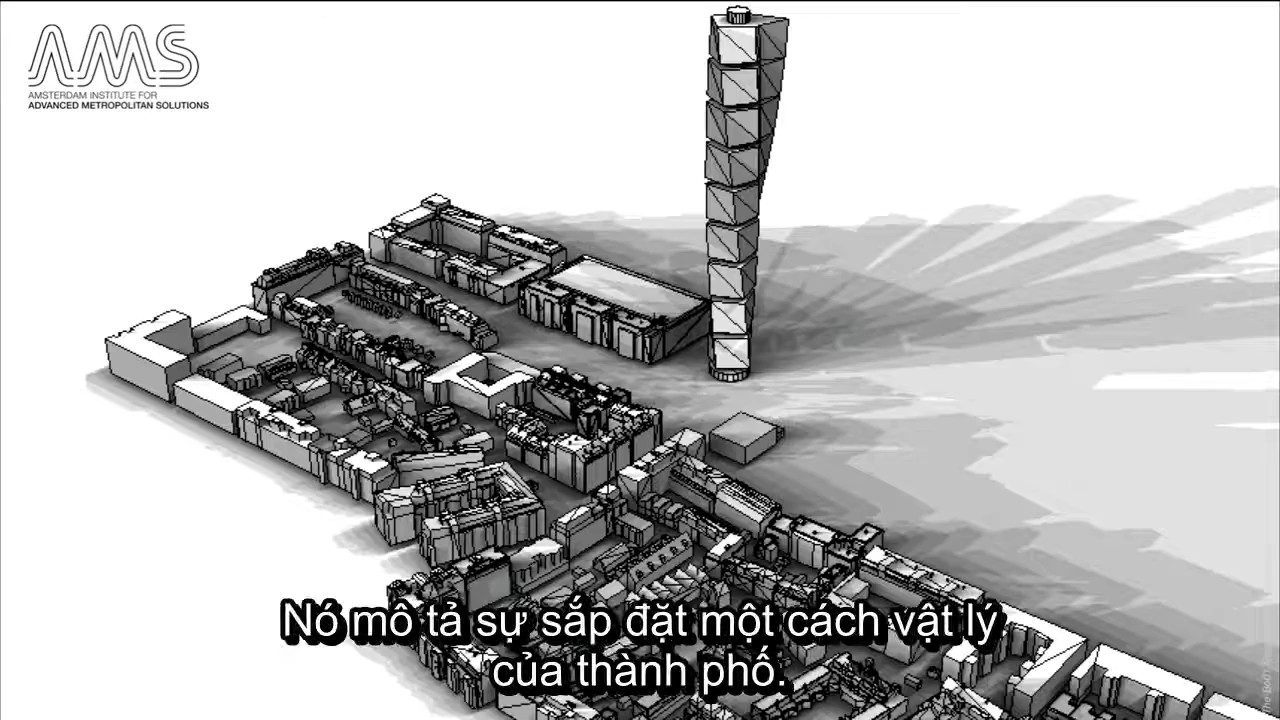 AMS
AMSTERDAM INSTITUTE FOR
ADVANCED METROPOLITAN SOLUTIONS
Nó mô tả sự sắp đặt một cách vật lý
của thành phố.